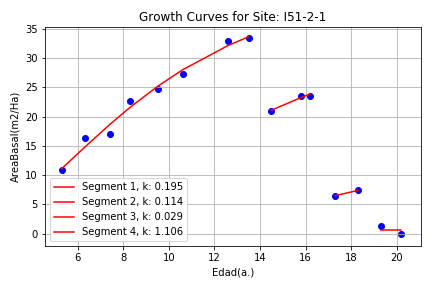 Growth Curves for Site: I51-2-1
AreaBasal(m2/Ha)
35
30
25
20
15
10
5
0
Segment 1, k: 0.195
Segment 2, k: 0.114
Segment 3, k: 0.029
Segment 4, k: 1.106
6
8
10
12
14
16
18
20
Edad(a.)